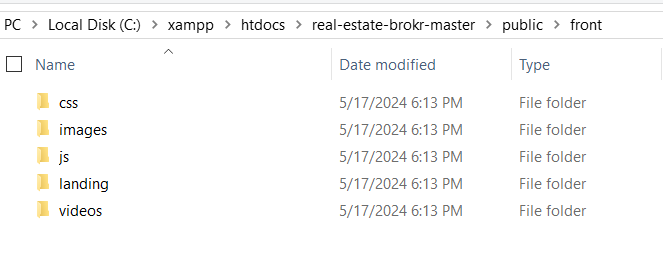 PC > Local Disk (C:) > xampp > htdocs > real-estate-brokr-master > public > front
Name Date modified Type
css 5/17/2024 6:13 PM File folder
images 5/17/2024 6:13 PM File folder
js 5/17/2024 6:13 PM File folder
landing 5/17/2024 6:13 PM File folder
videos 5/17/2024 6:13 PM File folder